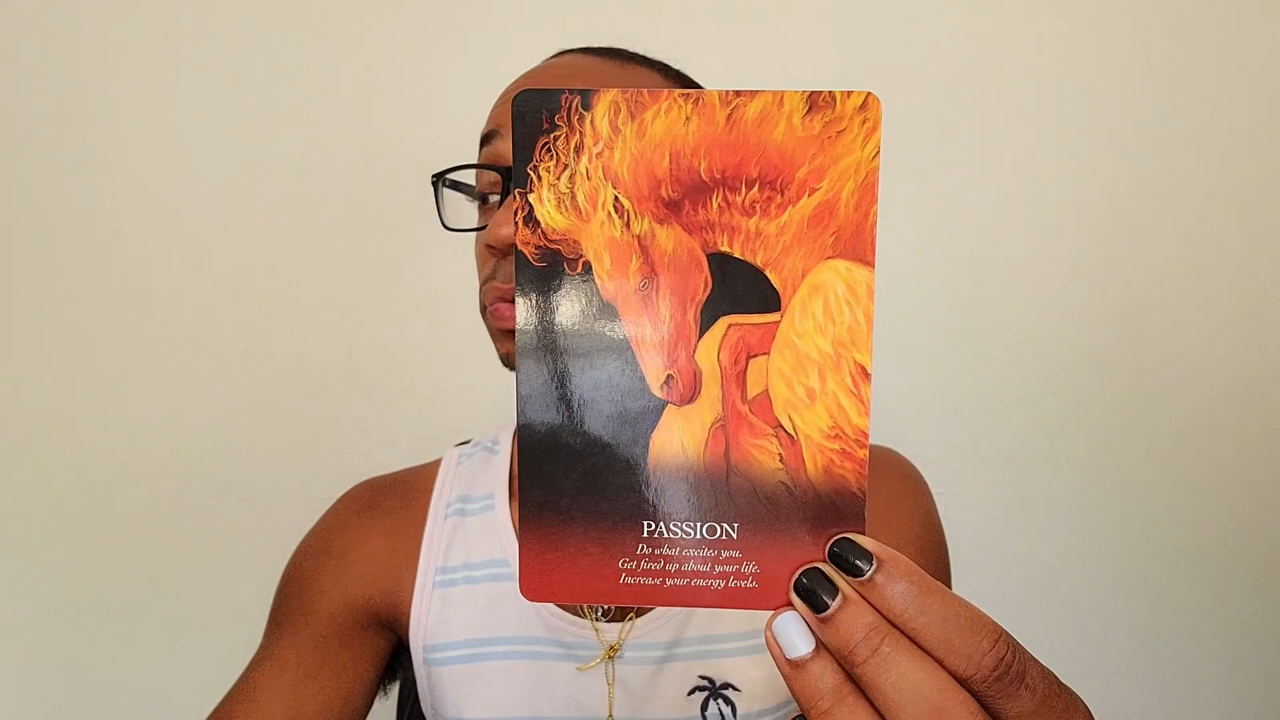 PASSION
Do what excites you.
Get fired up about your life.
Increase your energy levels.